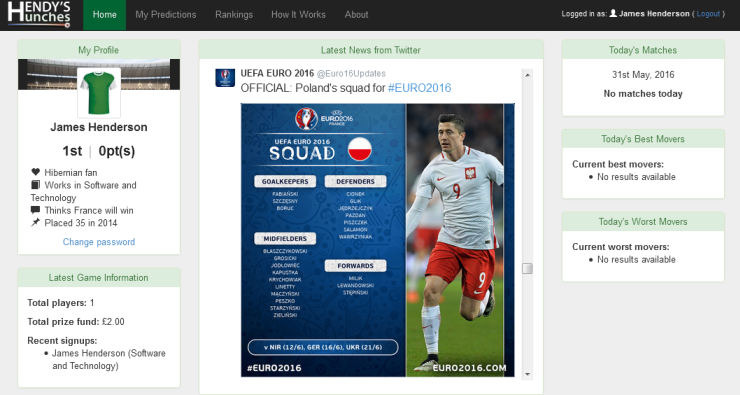 HENDY'S
Hunches
Home
My Predictions
Rankings
How It Works
About
Logged in as: James Henderson ( Logout )
My Profile
James Henderson
1st | 0pt(s)
Hibernian fan
Works in Software and
Technology
Thinks France will win
Placed 35 in 2014
Change password
Latest Game Information
Total players: 1
Total prize fund: £2.00
Recent signups:
• James Henderson (Software
and Technology)
Latest News from Twitter
UEFA EURO 2016 @Euro16Updates
OFFICIAL: Poland's squad for #EURO2016
EURO2016
FRANCE
UEFA EURO 2016
SQUAD
GOALKEEPERS
FABIAŃSKI
SZCZĘSNY
BORUC
DEFENDERS
CIONEK
GLIK
JĘDRZEJCZYK
PAZDAN
PISZCZEK
SALAMON
WAWRZYNIAK
MIDFIELDERS
BŁASZCZYKOWSKI
GROSICKI
JODŁOWIEC
KAPUSTKA
KRYCHOWIAK
LINETTY
MĄCZYŃSKI
PESZKO
STARZYŃSKI
ZIELIŃSKI
FORWARDS
MILIK
LEWANDOWSKI
STĘPIŃSKI
v NIR (12/6), GER (16/6), UKR (21/6)
#EURO2016
EURO2016.COM
9
9
Today's Matches
31st May, 2016
No matches today
Today's Best Movers
Current best movers:
• No results available
Today's Worst Movers
Current worst movers:
• No results available